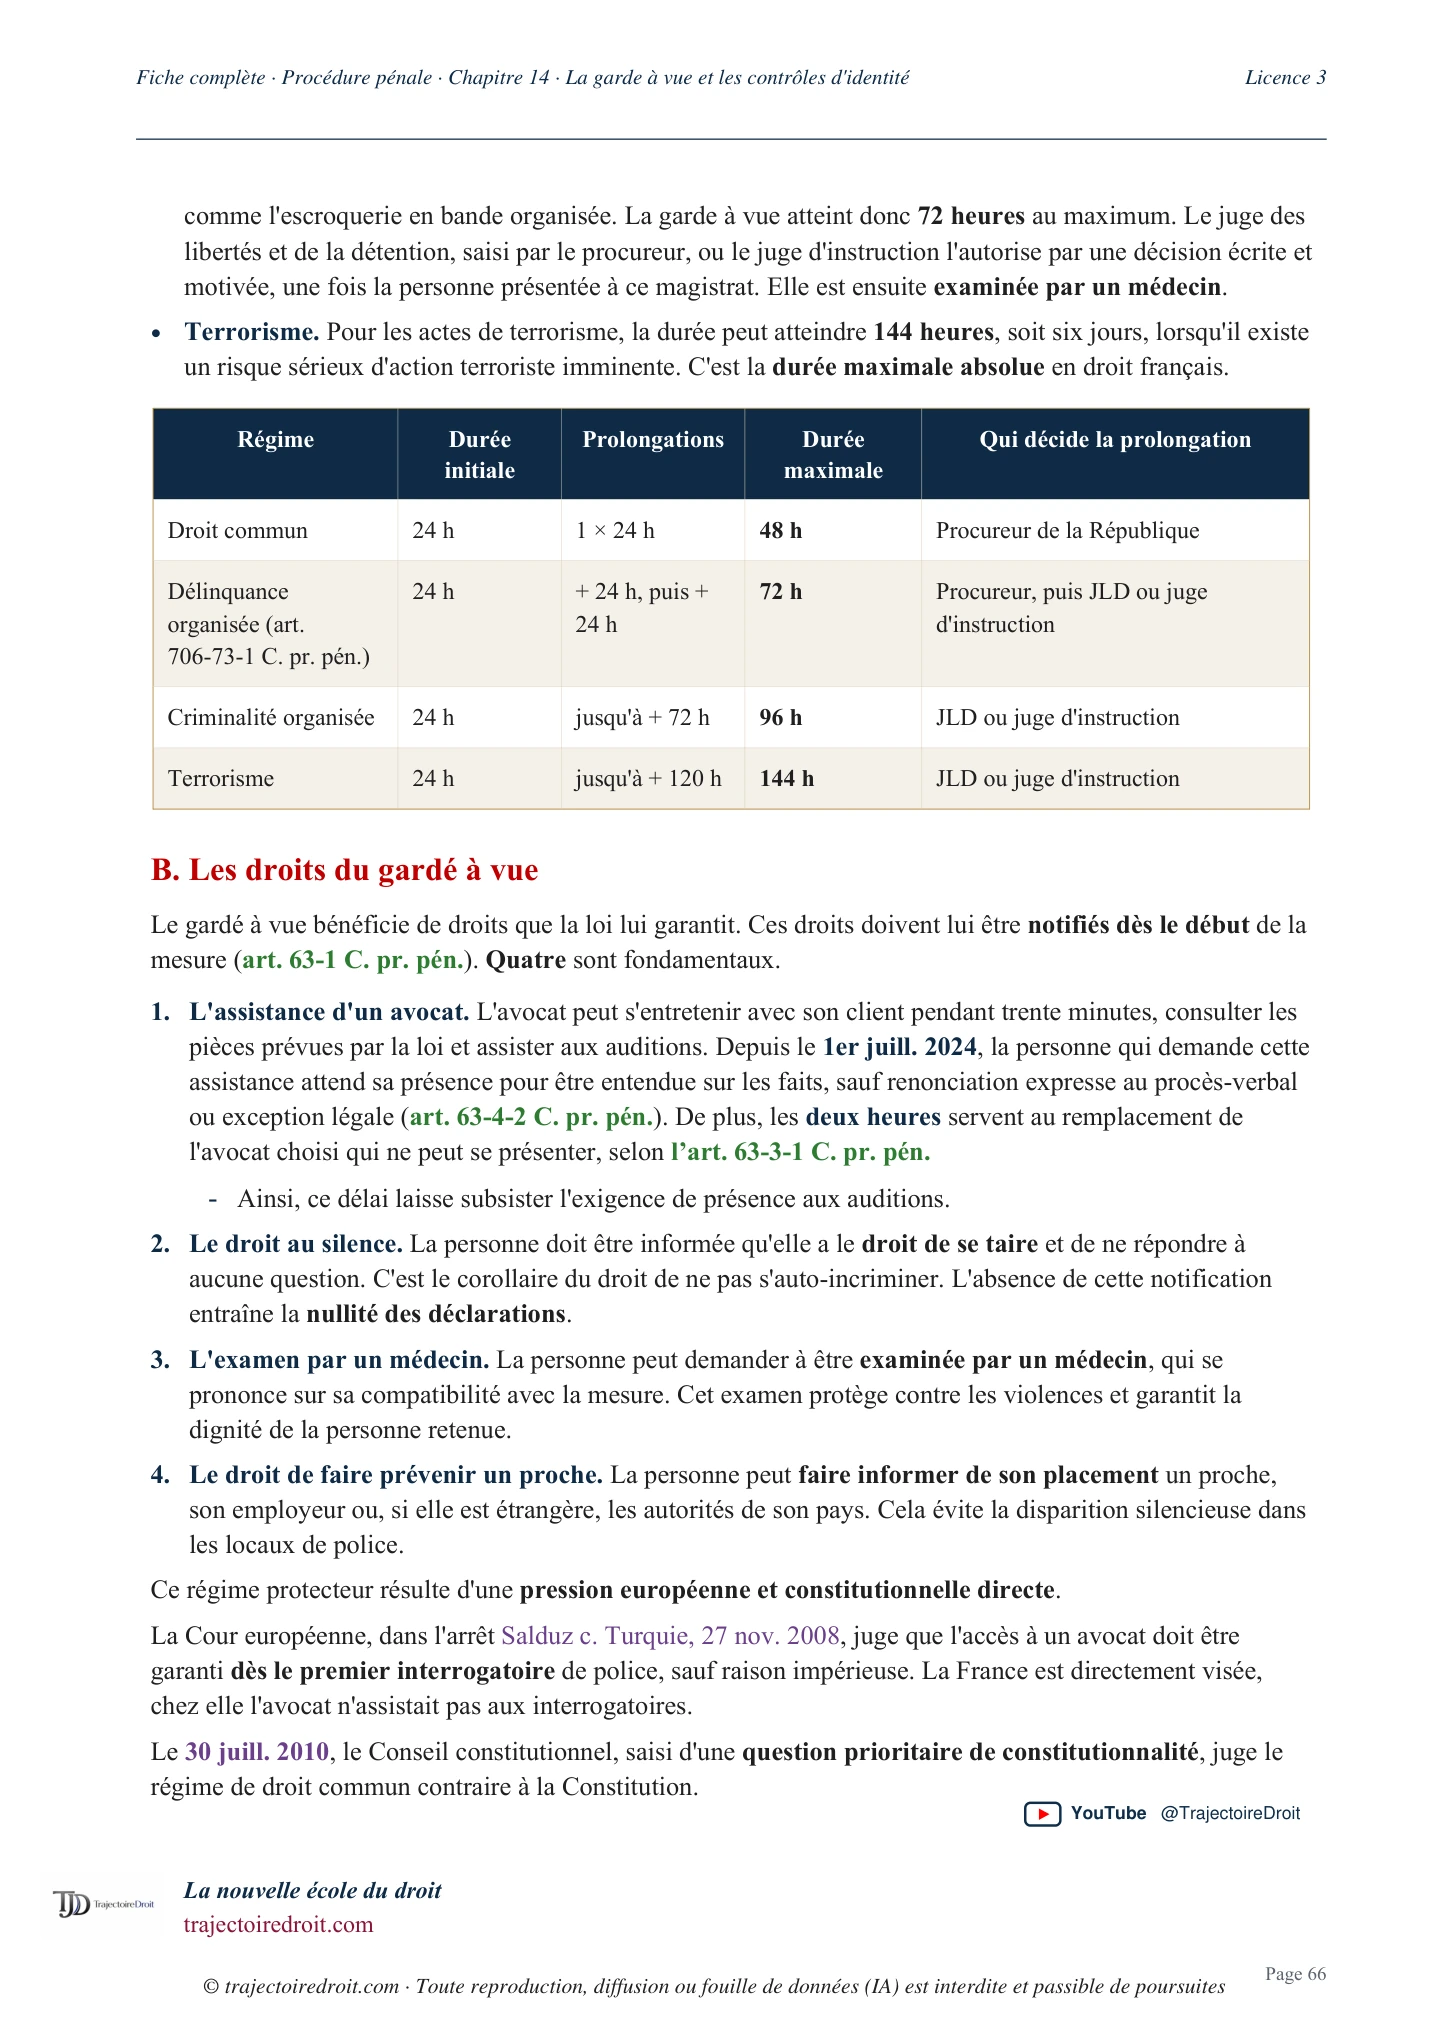 Fiche complète · Procédure pénale · Chapitre 14 · La garde à vue et les contrôles d'identité
Licence 3
comme l'escroquerie en bande organisée. La garde à vue atteint donc 72 heures au maximum. Le juge des
libertés et de la détention, saisi par le procureur, ou le juge d'instruction l'autorise par une décision écrite et
motivée, une fois la personne présentée à ce magistrat. Elle est ensuite examinée par un médecin.
• Terrorisme. Pour les actes de terrorisme, la durée peut atteindre 144 heures, soit six jours, lorsqu'il existe
un risque sérieux d'action terroriste imminente. C'est la durée maximale absolue en droit français.
Régime
Durée
initiale
Prolongations
Durée
maximale
Qui décide la prolongation
Droit commun
24 h
1 × 24 h
48 h
Procureur de la République
Délinquance
organisée (art.
706-73-1 C. pr. pén.)
24 h
+ 24 h, puis +
24 h
72 h
Procureur, puis JLD ou juge
d'instruction
Criminalité organisée
24 h
jusqu'à + 72 h
96 h
JLD ou juge d'instruction
Terrorisme
24 h
jusqu'à + 120 h
144 h
JLD ou juge d'instruction
B. Les droits du gardé à vue
Le gardé à vue bénéficie de droits que la loi lui garantit. Ces droits doivent lui être notifiés dès le début de la
mesure (art. 63-1 C. pr. pén.). Quatre sont fondamentaux.
1. L'assistance d'un avocat. L'avocat peut s'entretenir avec son client pendant trente minutes, consulter les
pièces prévues par la loi et assister aux auditions. Depuis le 1er juill. 2024, la personne qui demande cette
assistance attend sa présence pour être entendue sur les faits, sauf renonciation expresse au procès-verbal
ou exception légale (art. 63-4-2 C. pr. pén.). De plus, les deux heures servent au remplacement de
l'avocat choisi qui ne peut se présenter, selon l’art. 63-3-1 C. pr. pén.
- Ainsi, ce délai laisse subsister l'exigence de présence aux auditions.
2. Le droit au silence. La personne doit être informée qu'elle a le droit de se taire et de ne répondre à
aucune question. C'est le corollaire du droit de ne pas s'auto-incriminer. L'absence de cette notification
entraîne la nullité des déclarations.
3. L'examen par un médecin. La personne peut demander à être examinée par un médecin, qui se
prononce sur sa compatibilité avec la mesure. Cet examen protège contre les violences et garantit la
dignité de la personne retenue.
4. Le droit de faire prévenir un proche. La personne peut faire informer de son placement un proche,
son employeur ou, si elle est étrangère, les autorités de son pays. Cela évite la disparition silencieuse dans
les locaux de police.
Ce régime protecteur résulte d'une pression européenne et constitutionnelle directe.
La Cour européenne, dans l'arrêt Salduz c. Turquie, 27 nov. 2008, juge que l'accès à un avocat doit être
garanti dès le premier interrogatoire de police, sauf raison impérieuse. La France est directement visée,
chez elle l'avocat n'assistait pas aux interrogatoires.
Le 30 juill. 2010, le Conseil constitutionnel, saisi d'une question prioritaire de constitutionnalité, juge le
régime de droit commun contraire à la Constitution.
YouTube @TrajectoireDroit
TJD TrajectoireDroit
La nouvelle école du droit
trajectoiredroit.com
© trajectoiredroit.com · Toute reproduction, diffusion ou fouille de données (IA) est interdite et passible de poursuites
Page 66